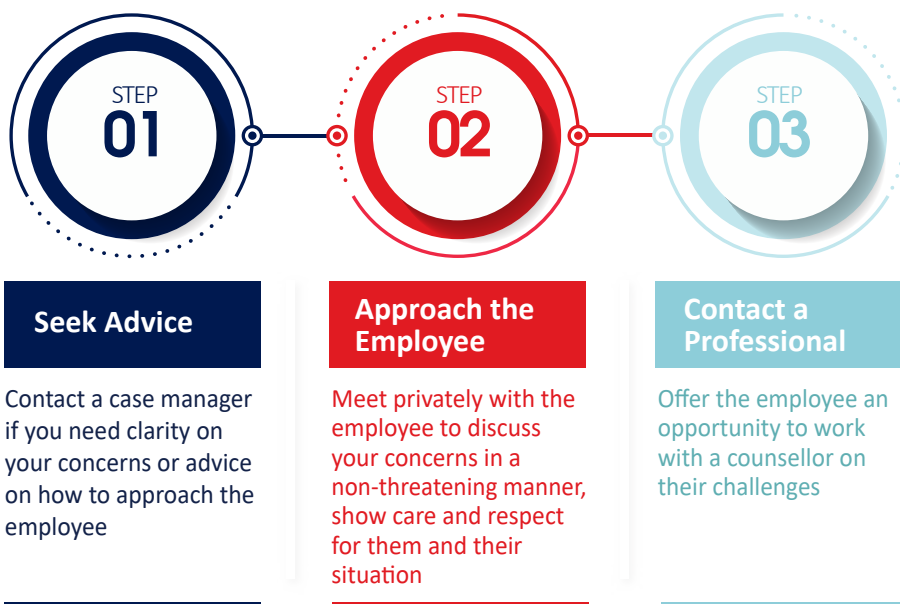 STEP
01
STEP
02
STEP
03
Seek Advice
Contact a case manager
if you need clarity on
your concerns or advice
on how to approach the
employee
Approach the
Employee
Meet privately with the
employee to discuss
your concerns in a
non-threatening manner,
show care and respect
for them and their
situation
Contact a
Professional
Offer the employee an
opportunity to work
with a counsellor on
their challenges